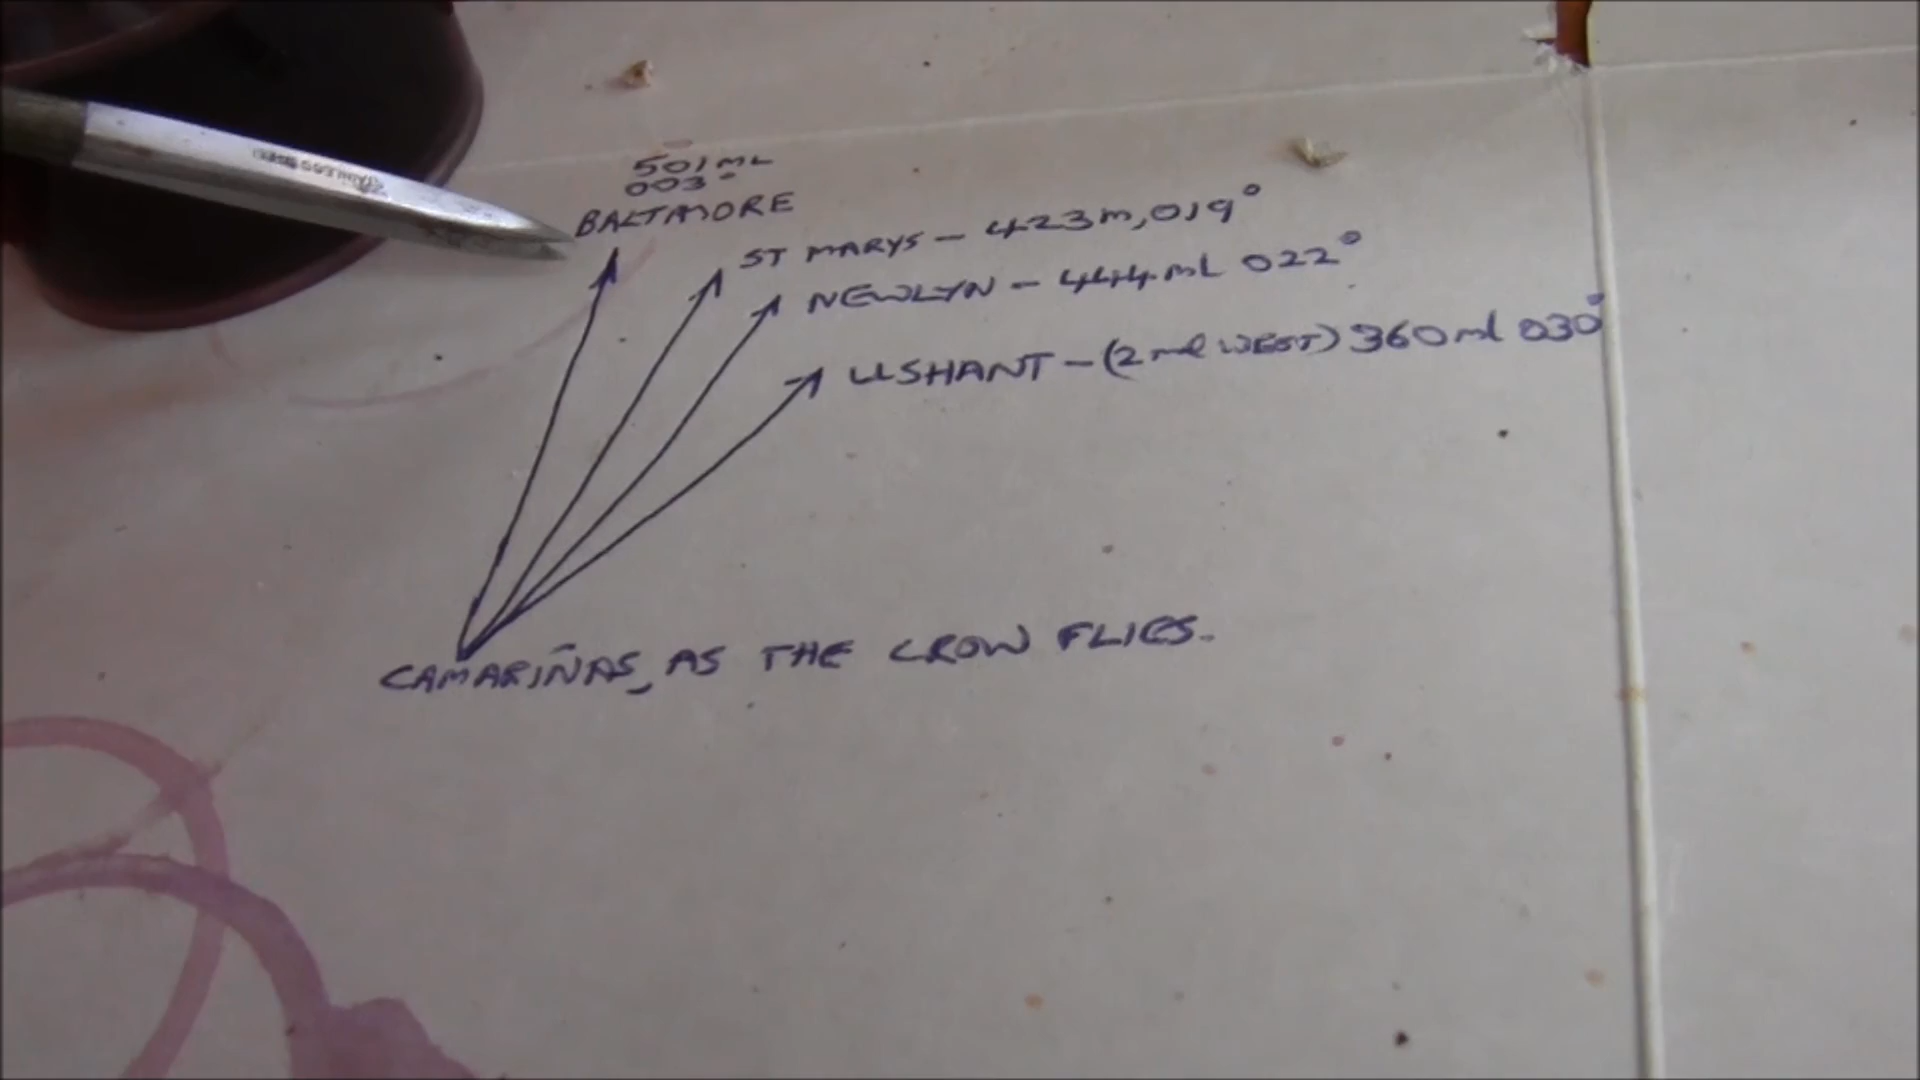 501 ML
003°
BALTMORE
ST MARYS - 423m, 019°
NEWLYN - 444 ML 022°
USHANT - (2 ml WEST) 360 ml 030°
CAMARIÑAS, AS THE CROW FLIES.